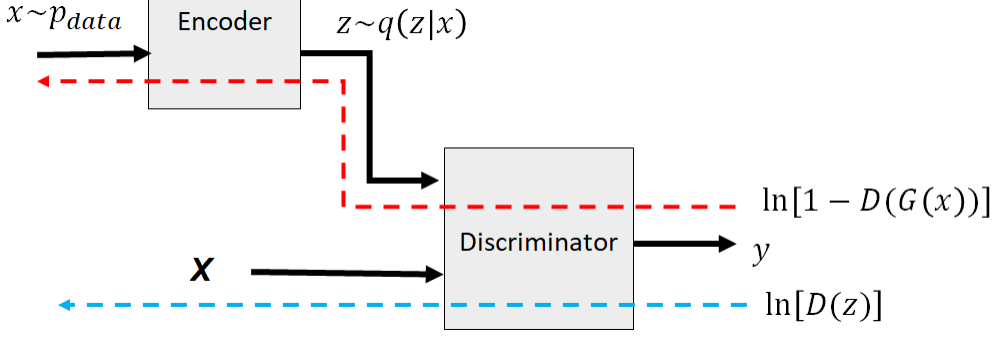 x~p_data
Encoder
z~q(z|x)
ln[1 − D(G(x))]
Discriminator
y
X
ln[D(z)]